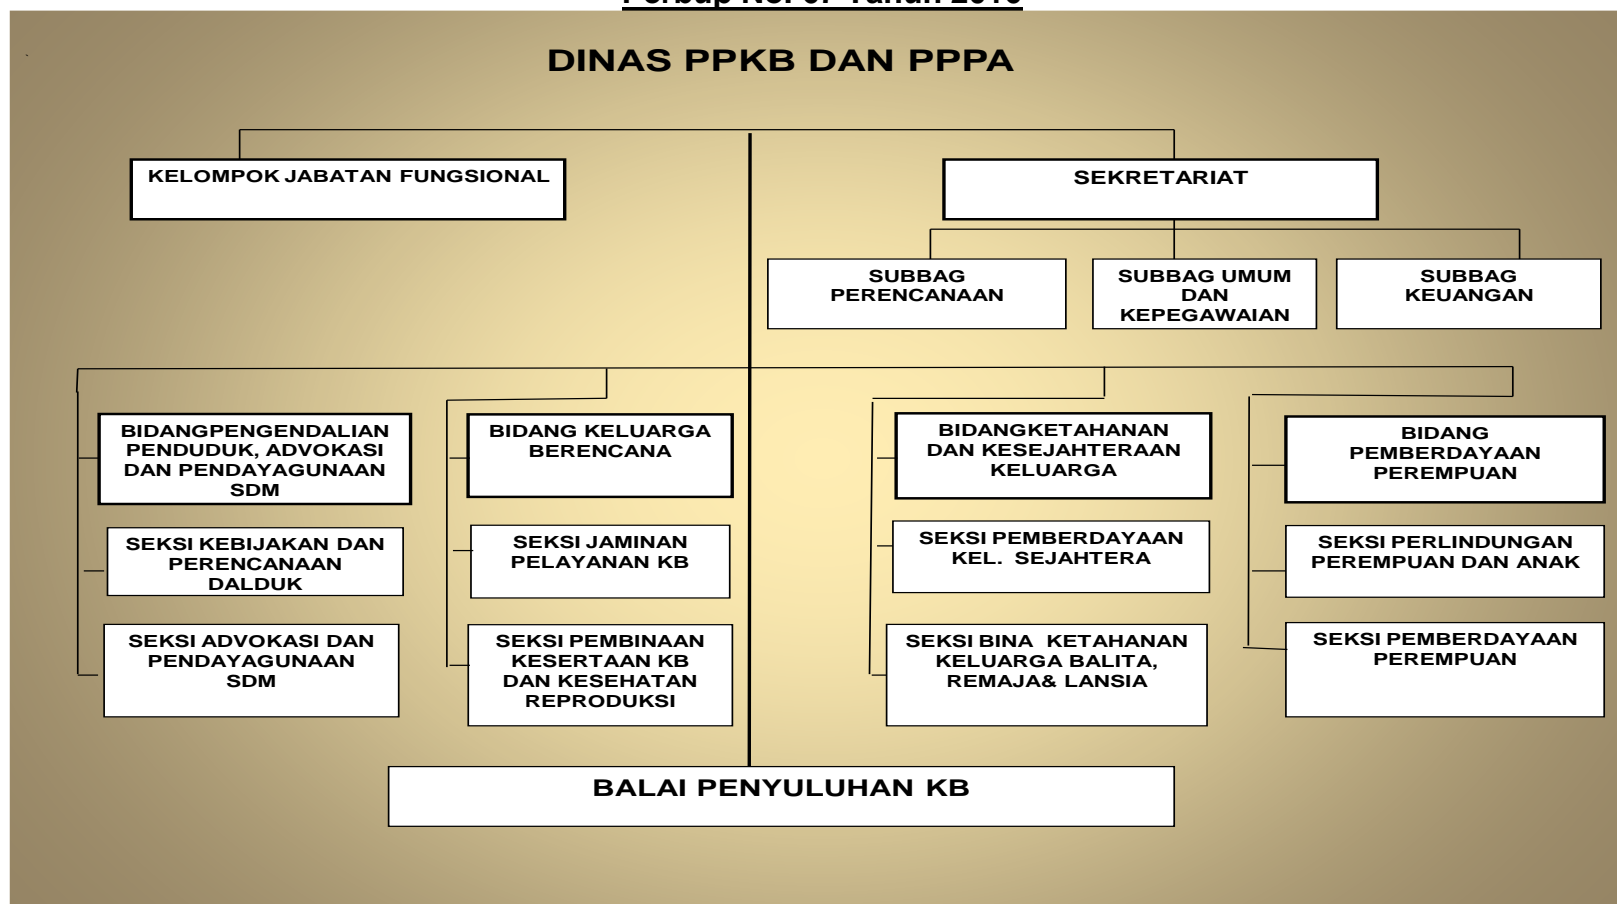 DINAS PPKB DAN PPPA
KELOMPOK JABATAN FUNGSIONAL
SEKRETARIAT
SUBBAG
PERENCANAAN
SUBBAG UMUM
DAN
KEPEGAWAIAN
SUBBAG
KEUANGAN
BIDANGPENGENDALIAN
PENDUDUK, ADVOKASI
DAN PENDAYAGUNAAN
SDM
BIDANG KELUARGA
BERENCANA
BIDANGKETAHANAN
DAN KESEJAHTERAAN
KELUARGA
BIDANG
PEMBERDAYAAN
PEREMPUAN
SEKSI KEBIJAKAN DAN
PERENCANAAN
DALDUK
SEKSI JAMINAN
PELAYANAN KB
SEKSI PEMBERDAYAAN
KEL. SEJAHTERA
SEKSI PERLINDUNGAN
PEREMPUAN DAN ANAK
SEKSI ADVOKASI DAN
PENDAYAGUNAAN
SDM
SEKSI PEMBINAAN
KESERTAAN KB
DAN KESEHATAN
REPRODUKSI
SEKSI BINA KETAHANAN
KELUARGA BALITA,
REMAJA& LANSIA
SEKSI PEMBERDAYAAN
PEREMPUAN
BALAI PENYULUHAN KB